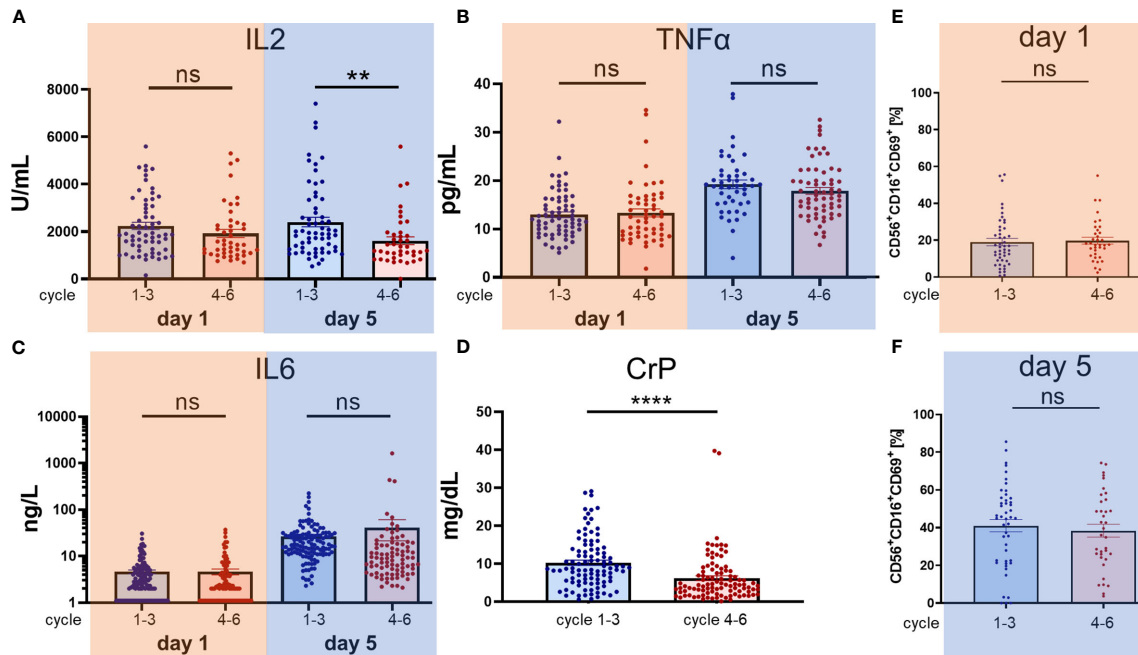 A
IL2
ns
**
U/mL
8000
6000
4000
2000
0
cycle
1-3
4-6
1-3
4-6
day 1
day 5
B
TNFα
ns
ns
pg/mL
40
30
20
10
0
cycle
1-3
4-6
1-3
4-6
day 1
day 5
E
day 1
ns
CD56+CD16+CD69+ [%]
100
80
60
40
20
0
cycle
1-3
4-6
C
IL6
ns
ns
ng/L
10000
1000
100
10
1
cycle
1-3
4-6
1-3
4-6
day 1
day 5
D
CrP
****
mg/dL
50
40
30
20
10
0
cycle 1-3
cycle 4-6
F
day 5
ns
CD56+CD16+CD69+ [%]
100
80
60
40
20
0
cycle
1-3
4-6